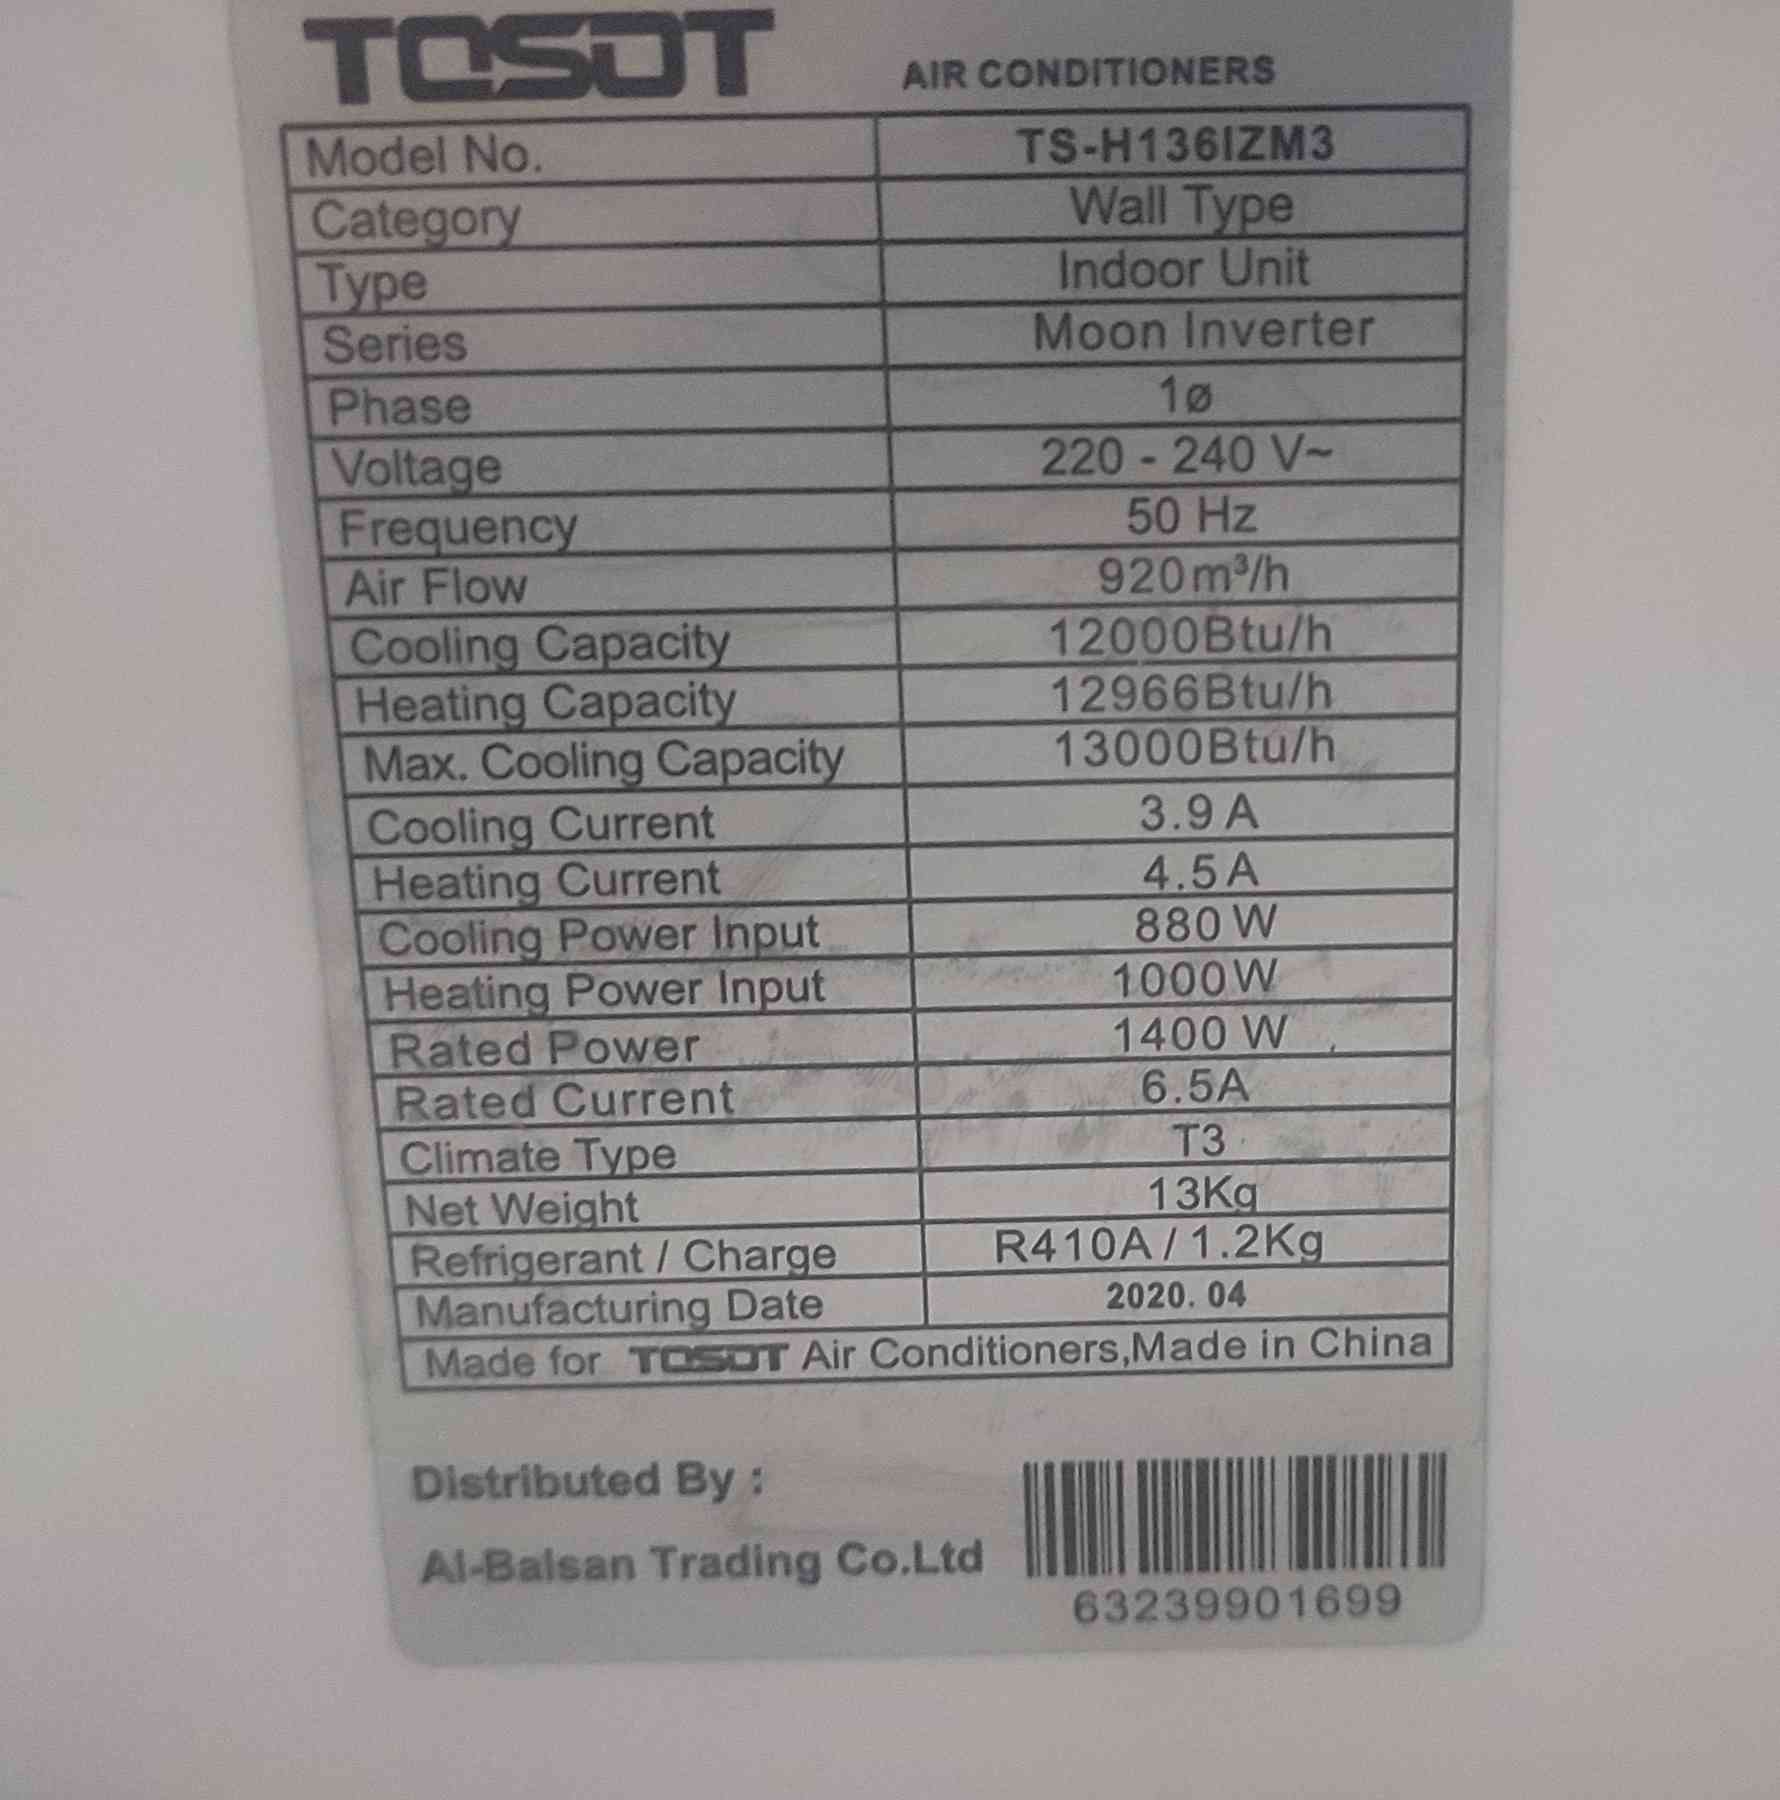 TOSOT AIR CONDITIONERS
Model No. TS-H136IZM3
Category Wall Type
Type Indoor Unit
Series Moon Inverter
Phase 1ø
Voltage 220 - 240 V~
Frequency 50 Hz
Air Flow 920m³/h
Cooling Capacity 12000Btu/h
Heating Capacity 12966Btu/h
Max. Cooling Capacity 13000Btu/h
Cooling Current 3.9 A
Heating Current 4.5 A
Cooling Power Input 880 W
Heating Power Input 1000W
Rated Power 1400 W
Rated Current 6.5A
Climate Type T3
Net Weight 13Kg
Refrigerant / Charge R410A / 1.2Kg
Manufacturing Date 2020. 04
Made for TOSOT Air Conditioners,Made in China
Distributed By :
Al-Balsan Trading Co.Ltd
63239901699